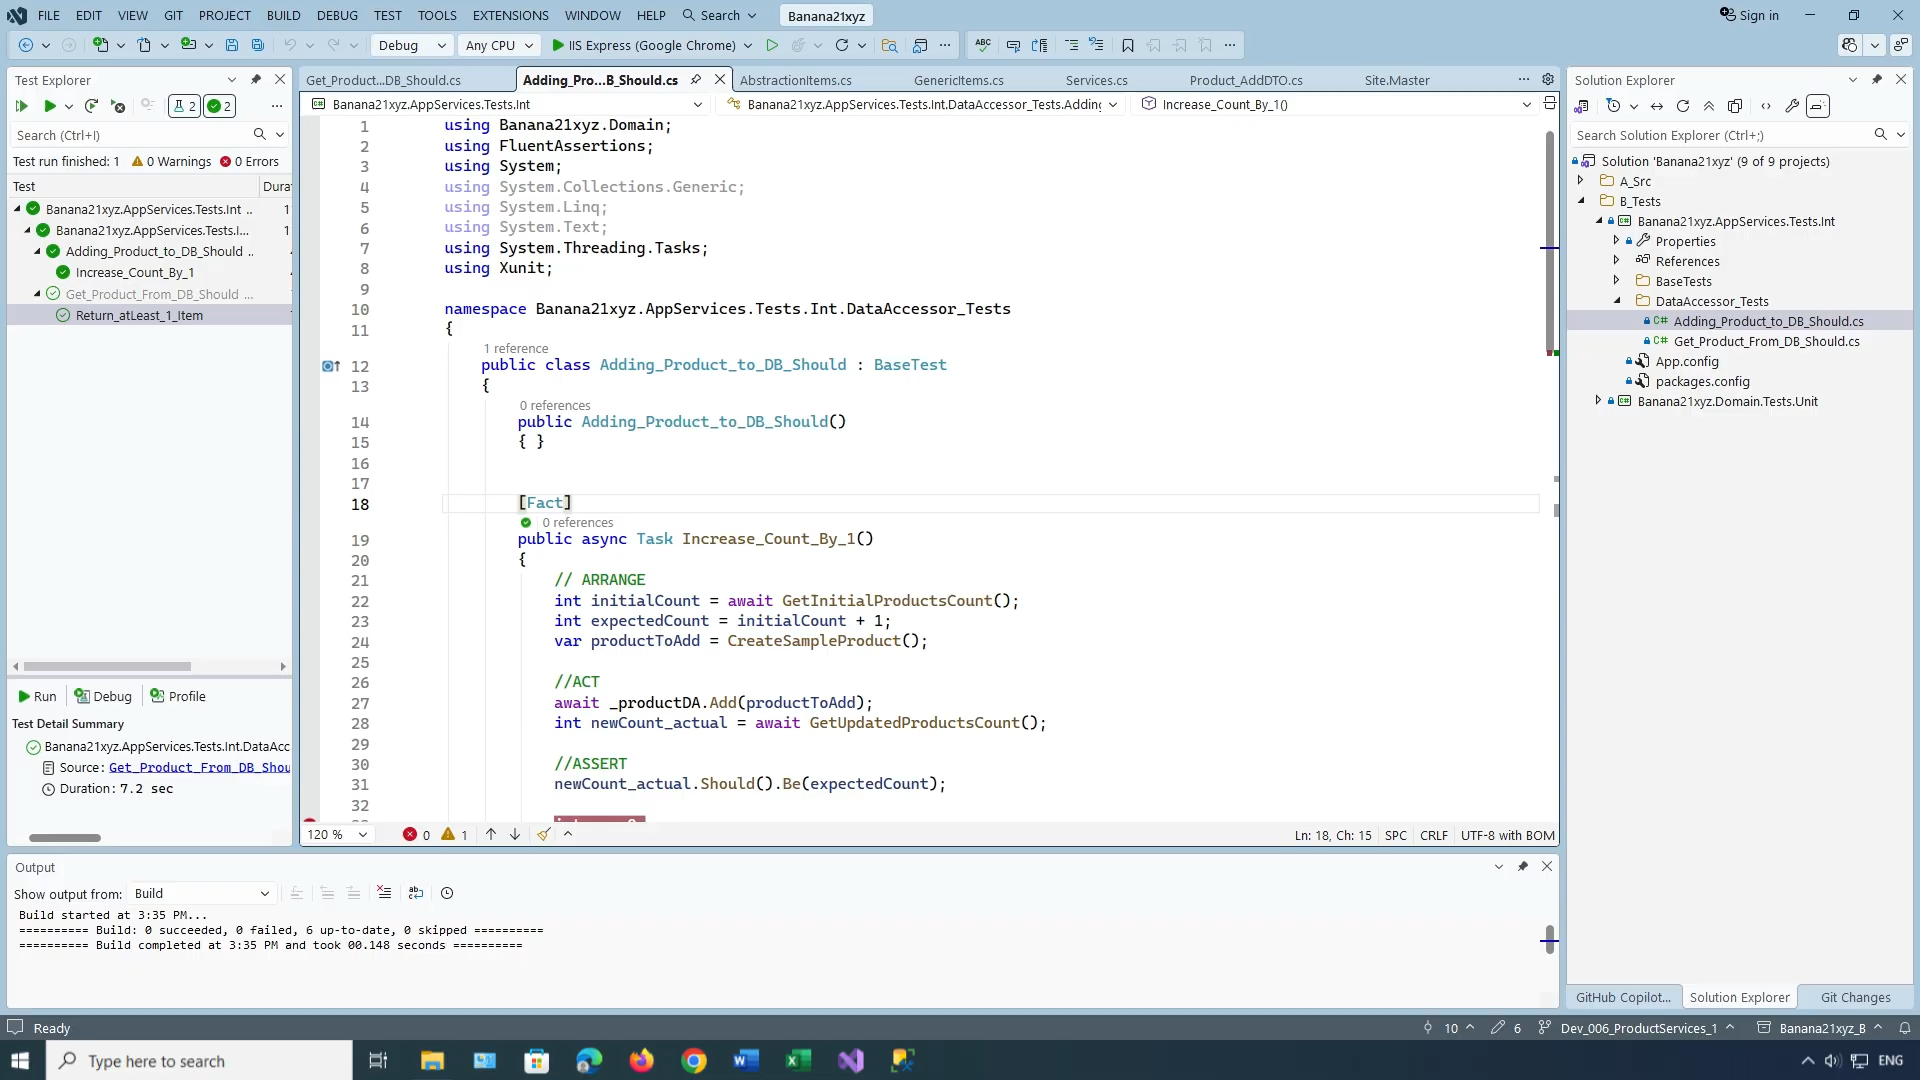 FILE EDIT VIEW GIT PROJECT BUILD DEBUG TEST TOOLS EXTENSIONS WINDOW HELP Search Banana21xyz Sign in
Debug Any CPU IIS Express (Google Chrome)
Test Explorer
2 2
Search (Ctrl+I)
Test run finished: 1 0 Warnings 0 Errors
Test Dura
Banana21xyz.AppServices.Tests.Int ..
Banana21xyz.AppServices.Tests.I...
Adding_Product_to_DB_Should ..
Increase_Count_By_1
Get_Product_From_DB_Should ...
Return_atLeast_1_Item
Run Debug Profile
Test Detail Summary
Banana21xyz.AppServices.Tests.Int.DataAcc
Source: Get_Product_From_DB_Shou
Duration: 7.2 sec
Get_Product...DB_Should.cs Adding_Pro...B_Should.cs AbstractionItems.cs GenericItems.cs Services.cs Product_AddDTO.cs Site.Master
Banana21xyz.AppServices.Tests.Int Banana21xyz.AppServices.Tests.Int.DataAccessor_Tests.Adding_ Increase_Count_By_1()
1 using Banana21xyz.Domain;
2 using FluentAssertions;
3 using System;
4 using System.Collections.Generic;
5 using System.Linq;
6 using System.Text;
7 using System.Threading.Tasks;
8 using Xunit;
9
10 namespace Banana21xyz.AppServices.Tests.Int.DataAccessor_Tests
11 {
1 reference
12 public class Adding_Product_to_DB_Should : BaseTest
13 {
0 references
14 public Adding_Product_to_DB_Should()
15 { }
16
17
18 [Fact]
0 references
19 public async Task Increase_Count_By_1()
20 {
21 // ARRANGE
22 int initialCount = await GetInitialProductsCount();
23 int expectedCount = initialCount + 1;
24 var productToAdd = CreateSampleProduct();
25
26 //ACT
27 await _productDA.Add(productToAdd);
28 int newCount_actual = await GetUpdatedProductsCount();
29
30 //ASSERT
31 newCount_actual.Should().Be(expectedCount);
32
120 % 0 1 Ln: 18, Ch: 15 SPC CRLF UTF-8 with BOM
Output
Show output from: Build
Build started at 3:35 PM...
========== Build: 0 succeeded, 0 failed, 6 up-to-date, 0 skipped ==========
========== Build completed at 3:35 PM and took 00.148 seconds ==========
Solution Explorer
Search Solution Explorer (Ctrl+;)
Solution 'Banana21xyz' (9 of 9 projects)
A_Src
B_Tests
Banana21xyz.AppServices.Tests.Int
Properties
References
BaseTests
DataAccessor_Tests
C# Adding_Product_to_DB_Should.cs
C# Get_Product_From_DB_Should.cs
App.config
packages.config
Banana21xyz.Domain.Tests.Unit
GitHub Copilot... Solution Explorer Git Changes
Ready 10 6 Dev_006_ProductServices_1 Banana21xyz_B
Type here to search ENG